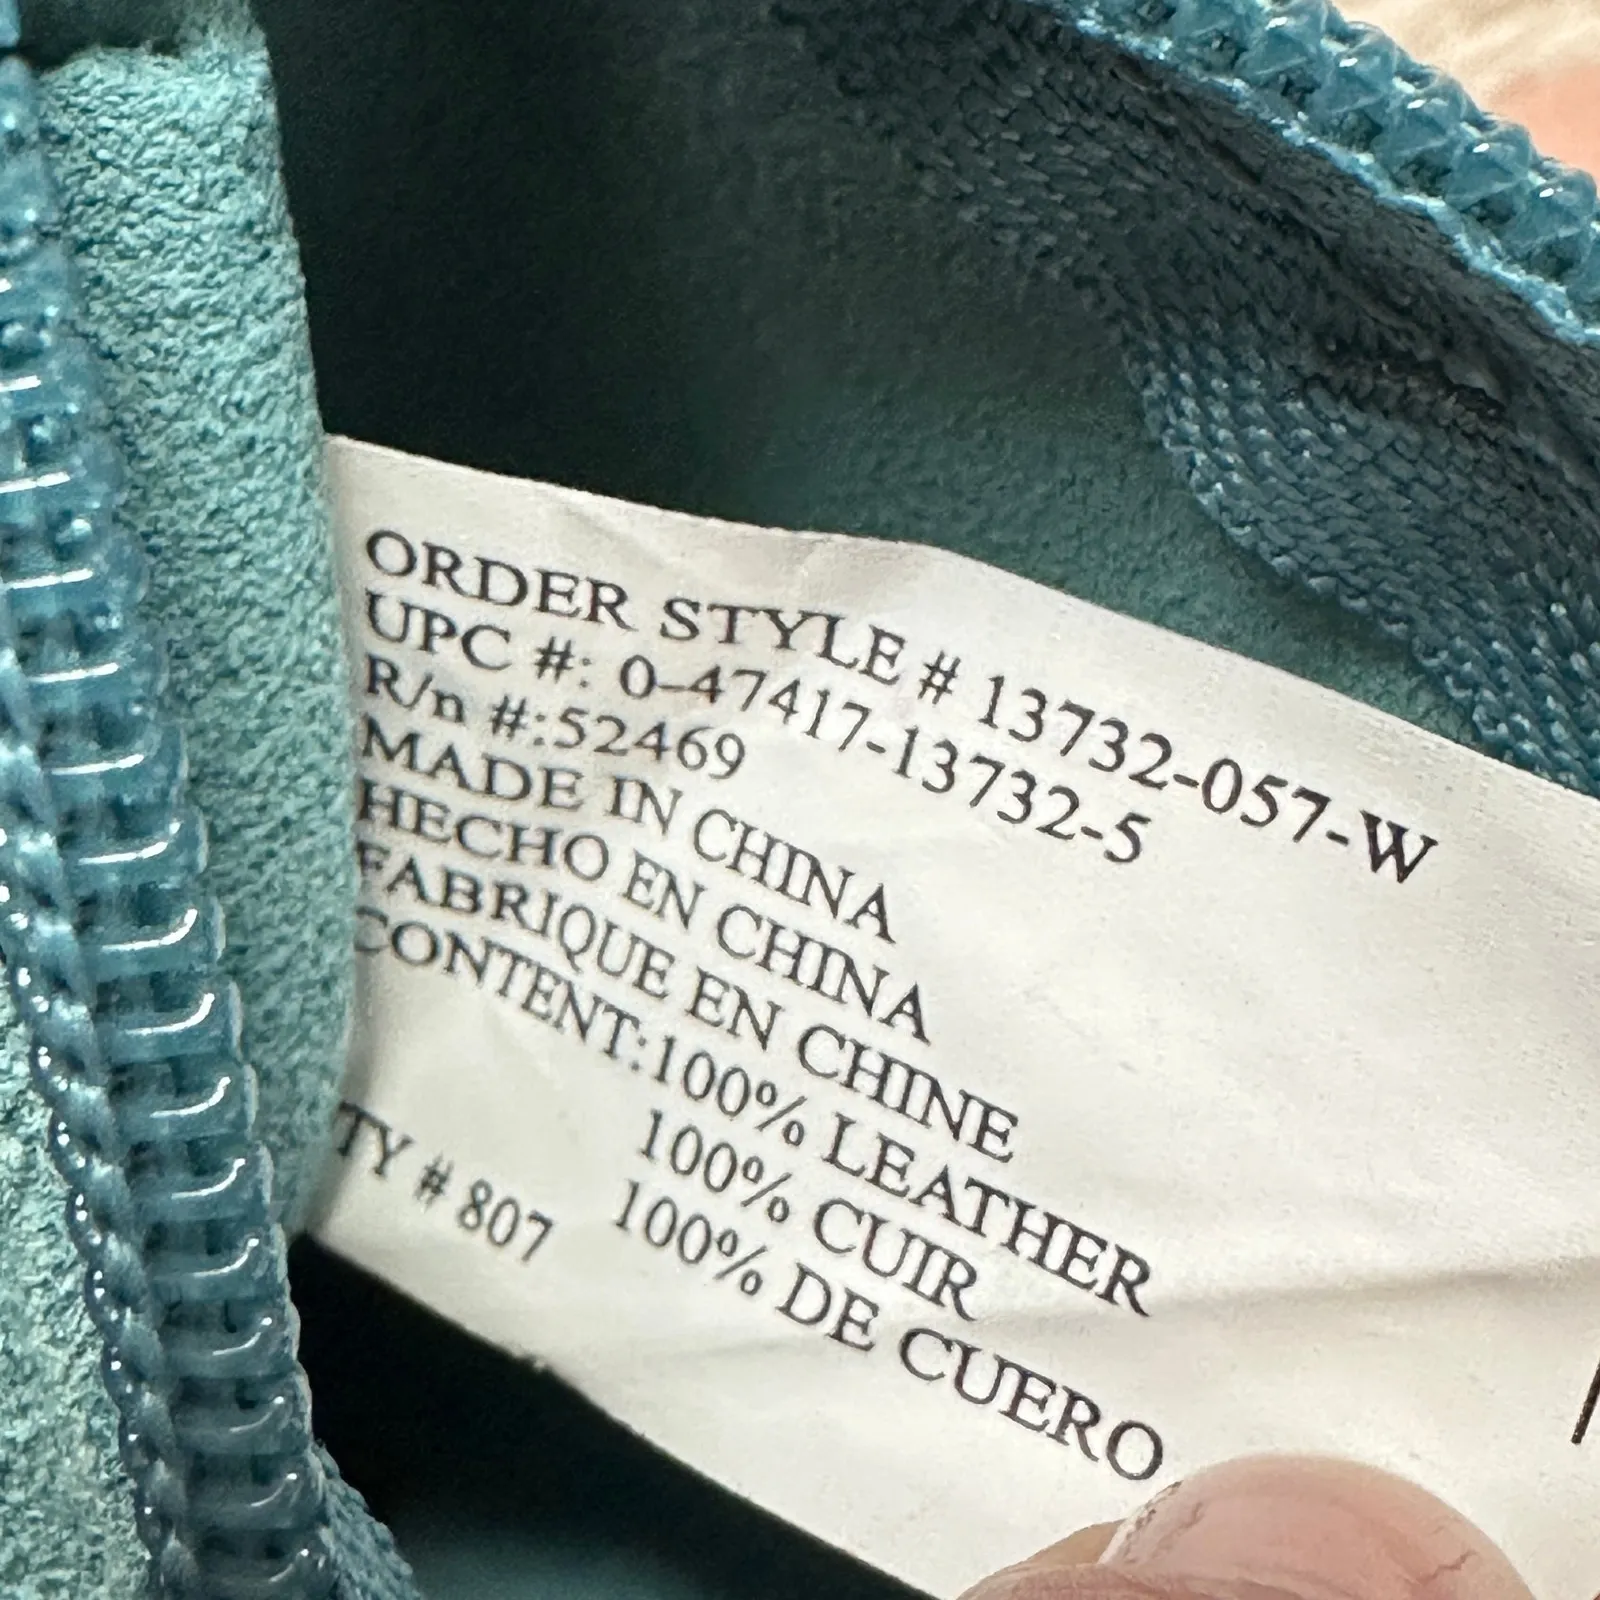 ORDER STYLE # 13732-057-W
UPC #: 0-47417-13732-5
R/n #:52469
MADE IN CHINA
HECHO EN CHINA
FABRIQUE EN CHINE
CONTENT:100% LEATHER
100% CUIR
100% DE CUERO
TY # 807